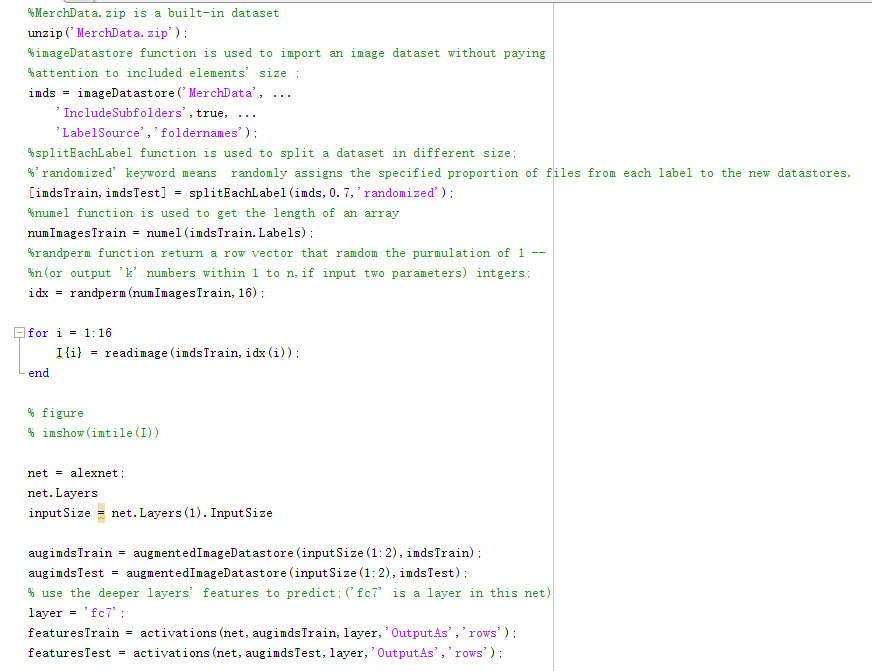 %MerchData.zip is a built-in dataset
unzip('MerchData.zip');
%imageDatastore function is used to import an image dataset without paying
%attention to included elements' size ;
imds = imageDatastore('MerchData', ...
'IncludeSubfolders',true, ...
'LabelSource','foldernames');
%splitEachLabel function is used to split a dataset in different size;
%'randomized' keyword means  randomly assigns the specified proportion of files from each label to the new datastores.
[imdsTrain,imdsTest] = splitEachLabel(imds,0.7,'randomized');
%numel function is used to get the length of an array
numImagesTrain = numel(imdsTrain.Labels);
%randperm function return a row vector that ramdom the purmulation of 1 --
%n(or output 'k' numbers within 1 to n,if input two parameters) intgers;
idx = randperm(numImagesTrain,16);
for i = 1:16
I{i} = readimage(imdsTrain,idx(i));
end
% figure
% imshow(imtile(I))
net = alexnet;
net.Layers
inputSize = net.Layers(1).InputSize
augimdsTrain = augmentedImageDatastore(inputSize(1:2),imdsTrain);
augimdsTest = augmentedImageDatastore(inputSize(1:2),imdsTest);
% use the deeper layers' features to predict;('fc7' is a layer in this net)
layer = 'fc7';
featuresTrain = activations(net,augimdsTrain,layer,'OutputAs','rows');
featuresTest = activations(net,augimdsTest,layer,'OutputAs','rows');